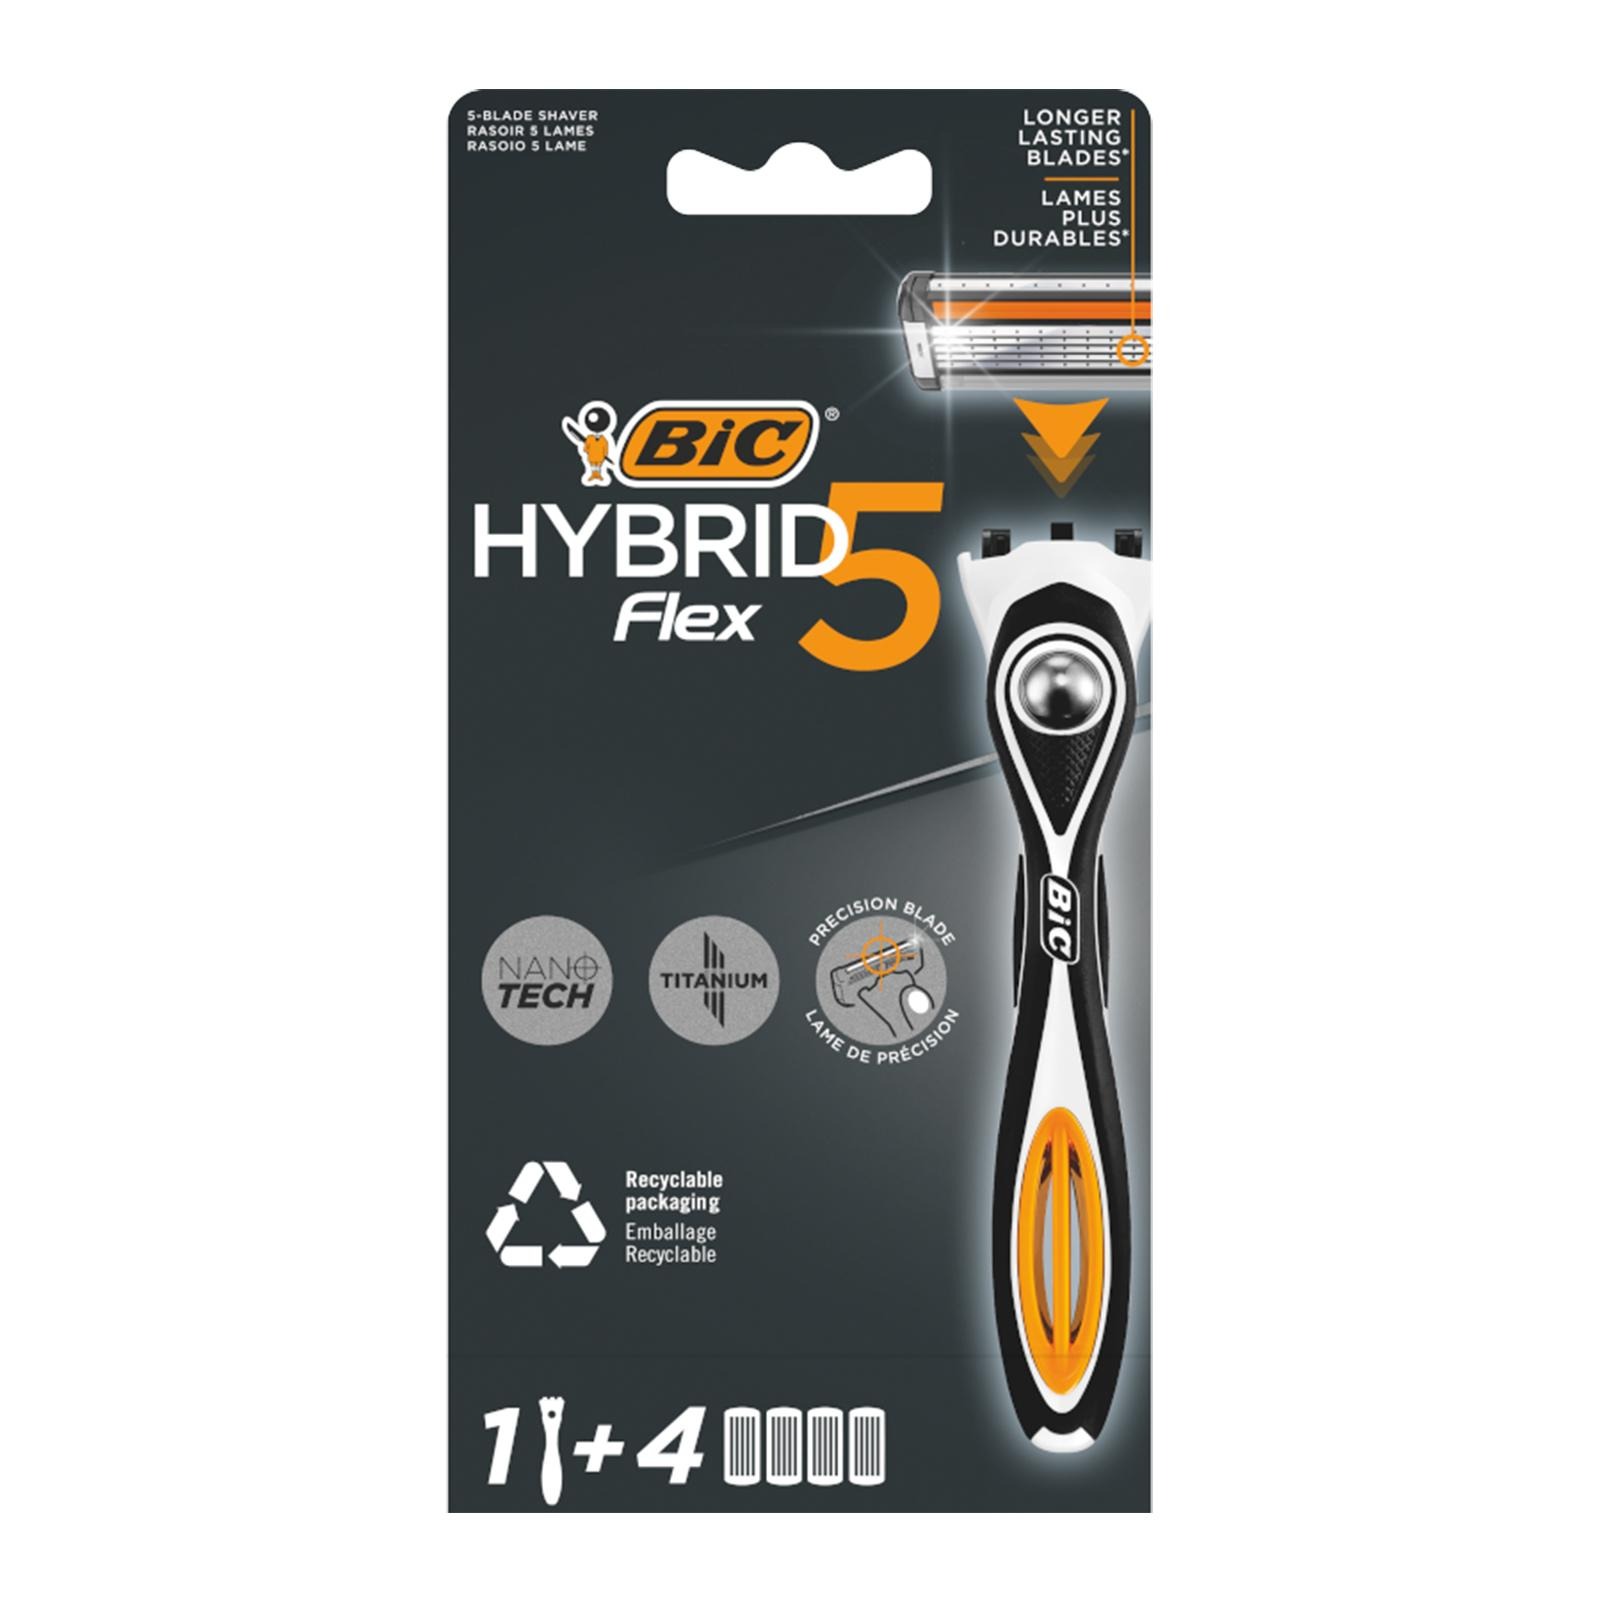 5-BLADE SHAVER
RASOIR 5 LAMES
RASOIO 5 LAME
LONGER
LASTING
BLADES*
LAMES
PLUS
DURABLES*
BiC®
HYBRID 5
Flex
BiC
NANO
TECH
TITANIUM
PRECISION BLADE
LAME DE PRÉCISION
Recyclable
packaging
Emballage
Recyclable
1 + 4